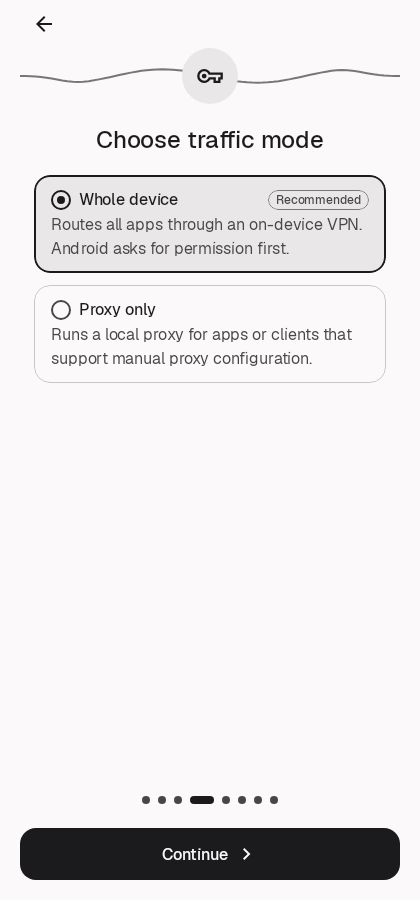 Choose traffic mode
Whole device
Recommended
Routes all apps through an on-device VPN.
Android asks for permission first.
Proxy only
Runs a local proxy for apps or clients that
support manual proxy configuration.
Continue